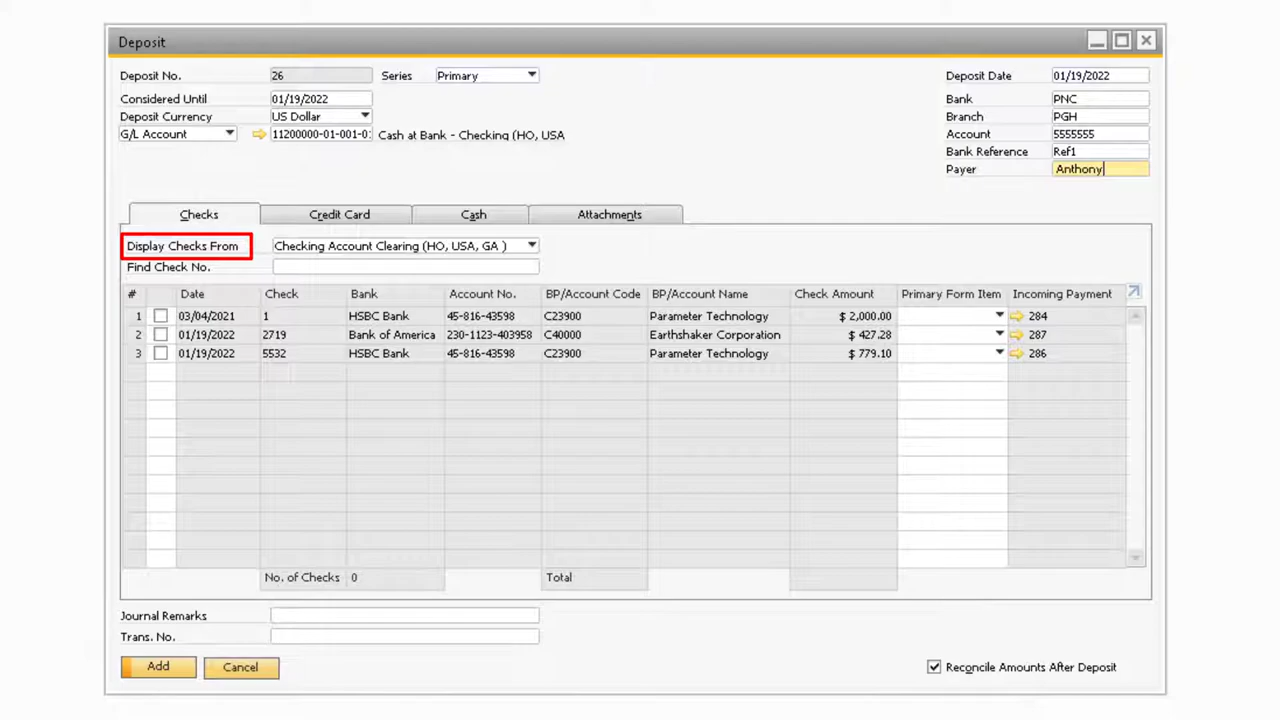 Deposit
Deposit No. 26 Series Primary Deposit Date 01/19/2022
Considered Until 01/19/2022 Bank PNC
Deposit Currency US Dollar Branch PGH
G/L Account 11200000-01-001-0: Cash at Bank - Checking (HO, USA Account 5555555
Bank Reference Ref1
Payer Anthony
Checks Credit Card Cash Attachments
Display Checks From Checking Account Clearing (HO, USA, GA )
Find Check No.
# Date Check Bank Account No. BP/Account Code BP/Account Name Check Amount Primary Form Item Incoming Payment
1 03/04/2021 1 HSBC Bank 45-816-43598 C23900 Parameter Technology $ 2,000.00 284
2 01/19/2022 2719 Bank of America 230-1123-403958 C40000 Earthshaker Corporation $ 427.28 287
3 01/19/2022 5532 HSBC Bank 45-816-43598 C23900 Parameter Technology $ 779.10 286
No. of Checks 0 Total
Journal Remarks
Trans. No.
Add Cancel Reconcile Amounts After Deposit